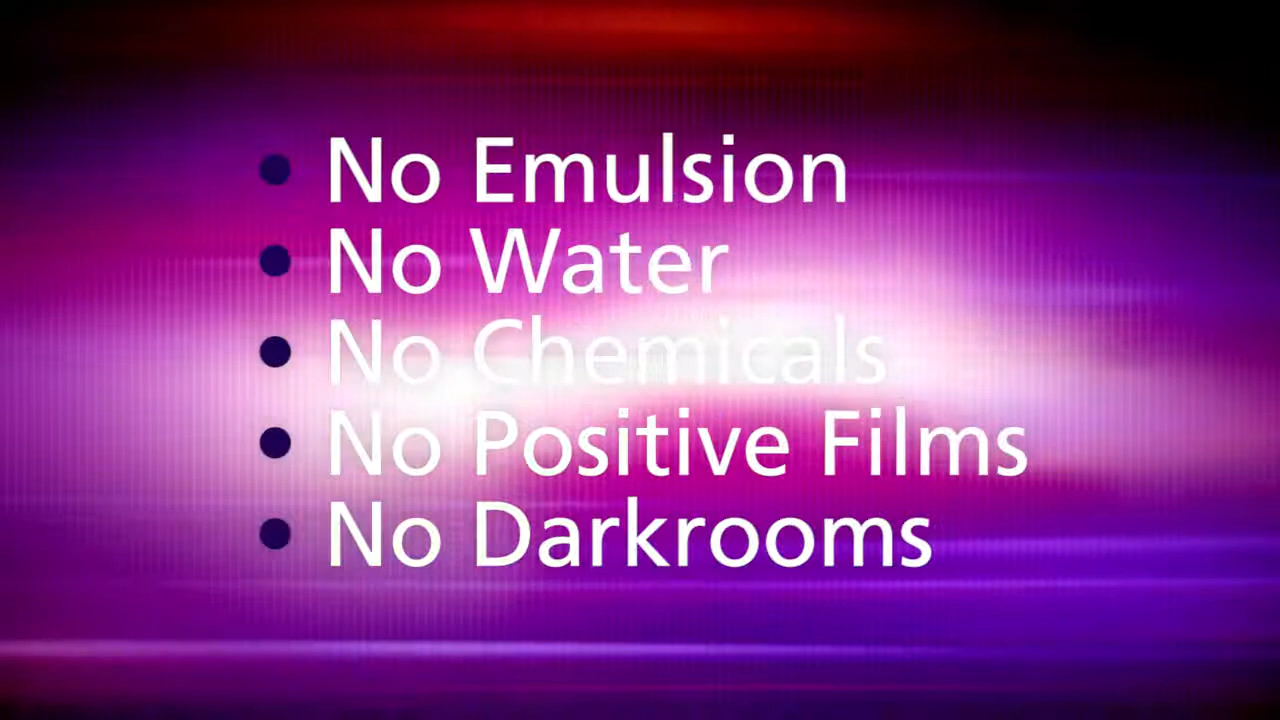 • No Emulsion
• No Water
• No Chemicals
• No Positive Films
• No Darkrooms